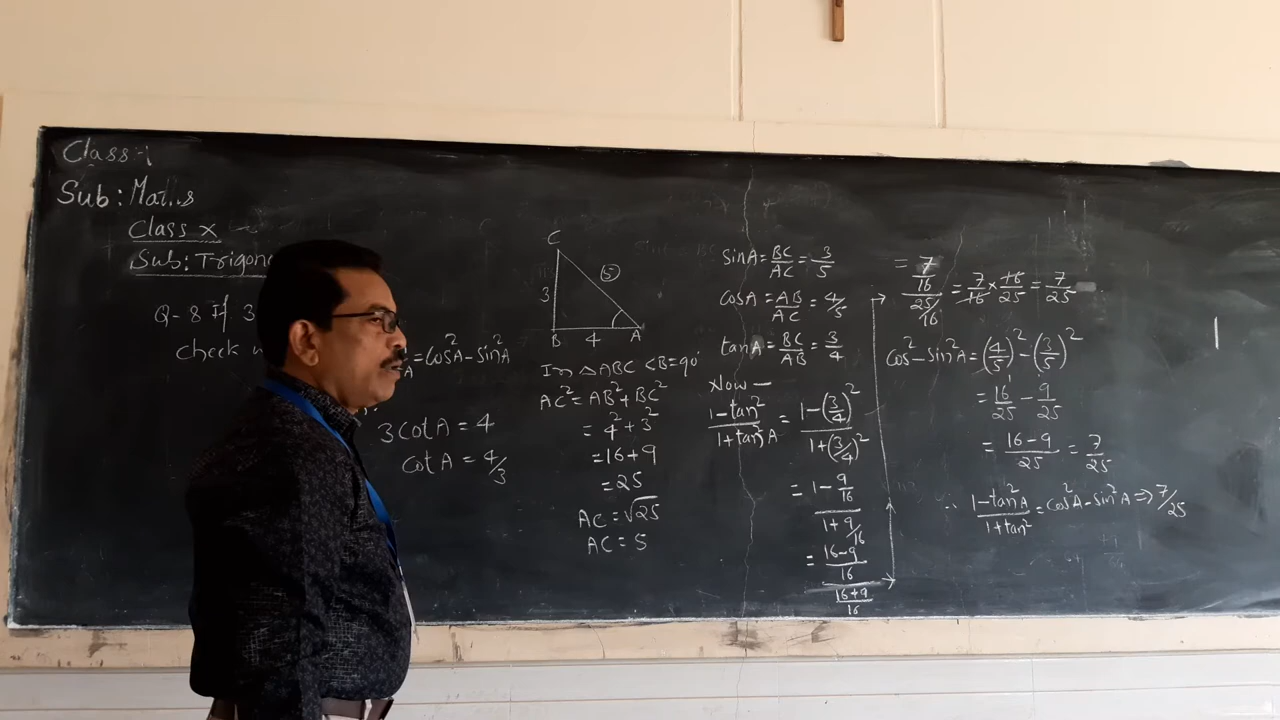 Class :-
Sub: Maths
Class X
Sub: Trigono
Q-8 If 3
check w
A = cos²A - sin²A
3 cot A = 4
cot A = 4/3
C
5
3
B 4 A
In △ABC <B = 90°
AC² = AB² + BC²
= 4² + 3²
= 16 + 9
= 25
AC = √25
AC = 5
sin A = BC/AC = 3/5
cos A = AB/AC = 4/5
tan A = BC/AB = 3/4
Now —
1-tan²/1+tan²A = 1-(3/4)²/1+(3/4)²
= 1 - 9/16 / 1 + 9/16
= 16-9/16 / 16+9/16
= 7/16 / 25/16 = 7/16 × 16/25 = 7/25
cos² - sin²A = (4/5)² - (3/5)²
= 16/25 - 9/25
= 16-9/25 = 7/25
∴ 1-tan²A/1+tan² = cos²A - sin²A ⇒ 7/25